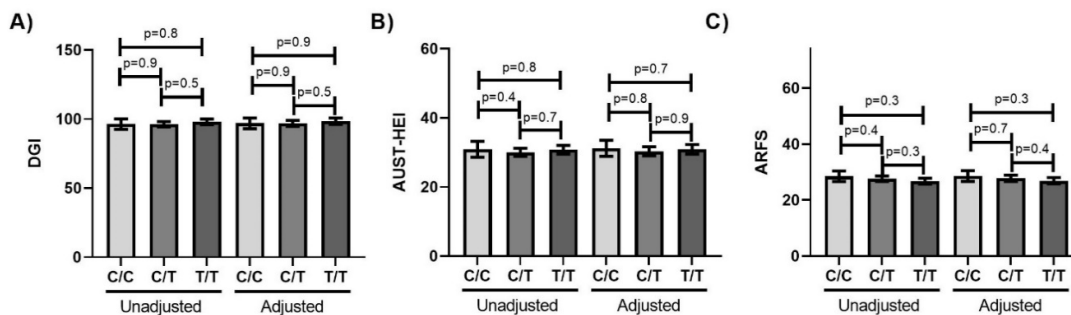 A)
DGI
150
100
50
0
p=0.8
p=0.9
p=0.5
p=0.9
p=0.9
p=0.5
C/C C/T T/T C/C C/T T/T
Unadjusted Adjusted
B)
AUST-HEI
60
40
20
0
p=0.8
p=0.4
p=0.7
p=0.7
p=0.8
p=0.9
C/C C/T T/T C/C C/T T/T
Unadjusted Adjusted
C)
ARFS
60
40
20
0
p=0.3
p=0.4
p=0.3
p=0.3
p=0.7
p=0.4
C/C C/T T/T C/C C/T T/T
Unadjusted Adjusted